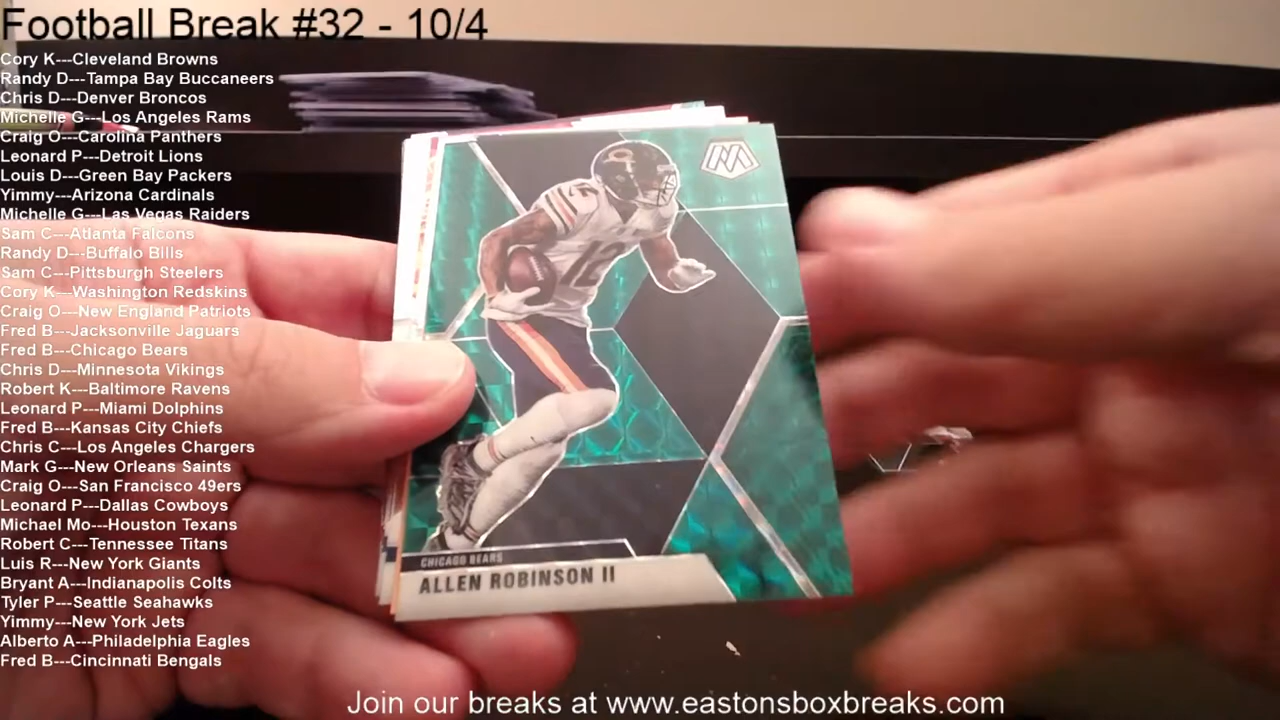 Football Break #32 - 10/4
Cory K---Cleveland Browns
Randy D---Tampa Bay Buccaneers
Chris D---Denver Broncos
Michelle G---Los Angeles Rams
Craig O---Carolina Panthers
Leonard P---Detroit Lions
Louis D---Green Bay Packers
Yimmy---Arizona Cardinals
Michelle G---Las Vegas Raiders
Sam C---Atlanta Falcons
Randy D---Buffalo Bills
Sam C---Pittsburgh Steelers
Cory K---Washington Redskins
Craig O---New England Patriots
Fred B---Jacksonville Jaguars
Fred B---Chicago Bears
Chris D---Minnesota Vikings
Robert K---Baltimore Ravens
Leonard P---Miami Dolphins
Fred B---Kansas City Chiefs
Chris C---Los Angeles Chargers
Mark G---New Orleans Saints
Craig O---San Francisco 49ers
Leonard P---Dallas Cowboys
Michael Mo---Houston Texans
Robert C---Tennessee Titans
Luis R---New York Giants
Bryant A---Indianapolis Colts
Tyler P---Seattle Seahawks
Yimmy---New York Jets
Alberto A---Philadelphia Eagles
Fred B---Cincinnati Bengals
M
12
CHICAGO BEARS
ALLEN ROBINSON II
Join our breaks at www.eastonsboxbreaks.com